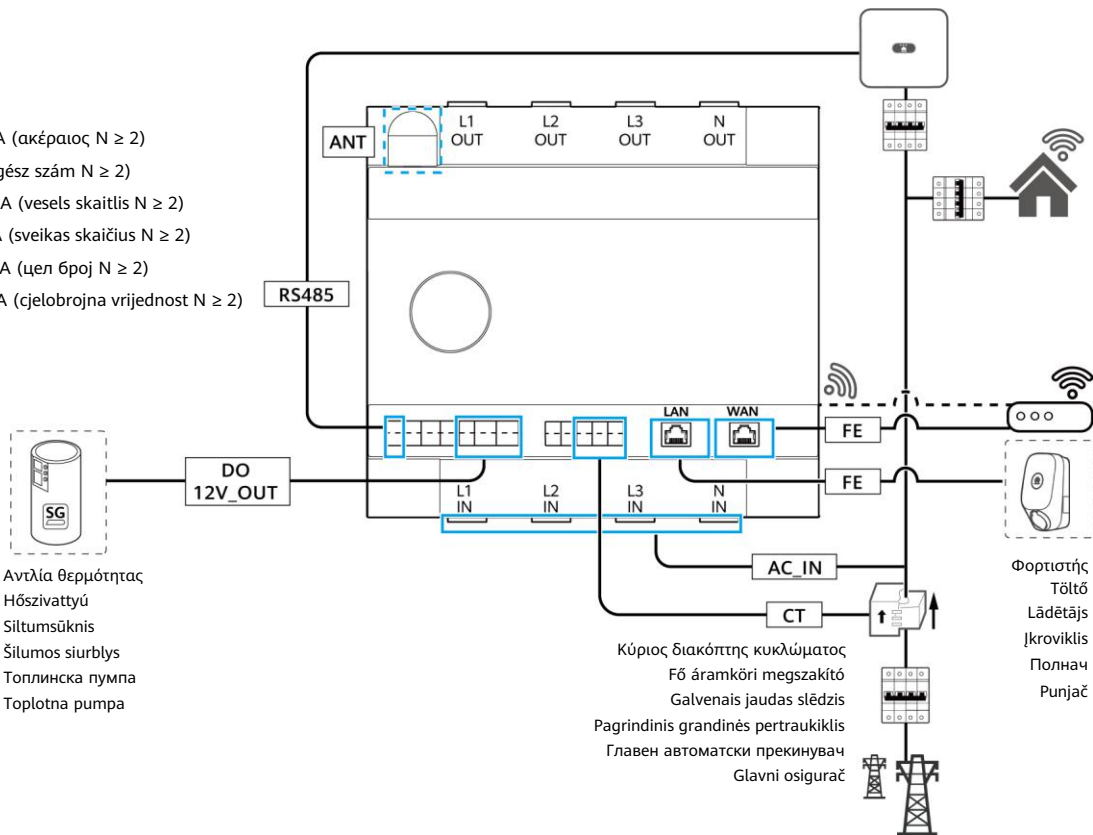 A (ακέραιος N ≥ 2)
gész szám N ≥ 2)
A (vesels skaitlis N ≥ 2)
A (sveikas skaičius N ≥ 2)
A (цел број N ≥ 2)
A (cjelobrojna vrijednost N ≥ 2)
ANT
L1 OUT
L2 OUT
L3 OUT
N OUT
RS485
LAN
WAN
FE
FE
DO
12V_OUT
SG
L1 IN
L2 IN
L3 IN
N IN
AC_IN
CT
Αντλία θερμότητας
Hőszivattyú
Siltumsūknis
Šilumos siurblys
Топлинска пумпа
Toplotna pumpa
Κύριος διακόπτης κυκλώματος
Fő áramköri megszakító
Galvenais jaudas slēdzis
Pagrindinis grandinės pertraukiklis
Главен автоматски прекинувач
Glavni osigurač
Φορτιστής
Töltő
Lādētājs
Įkroviklis
Полнач
Punjač